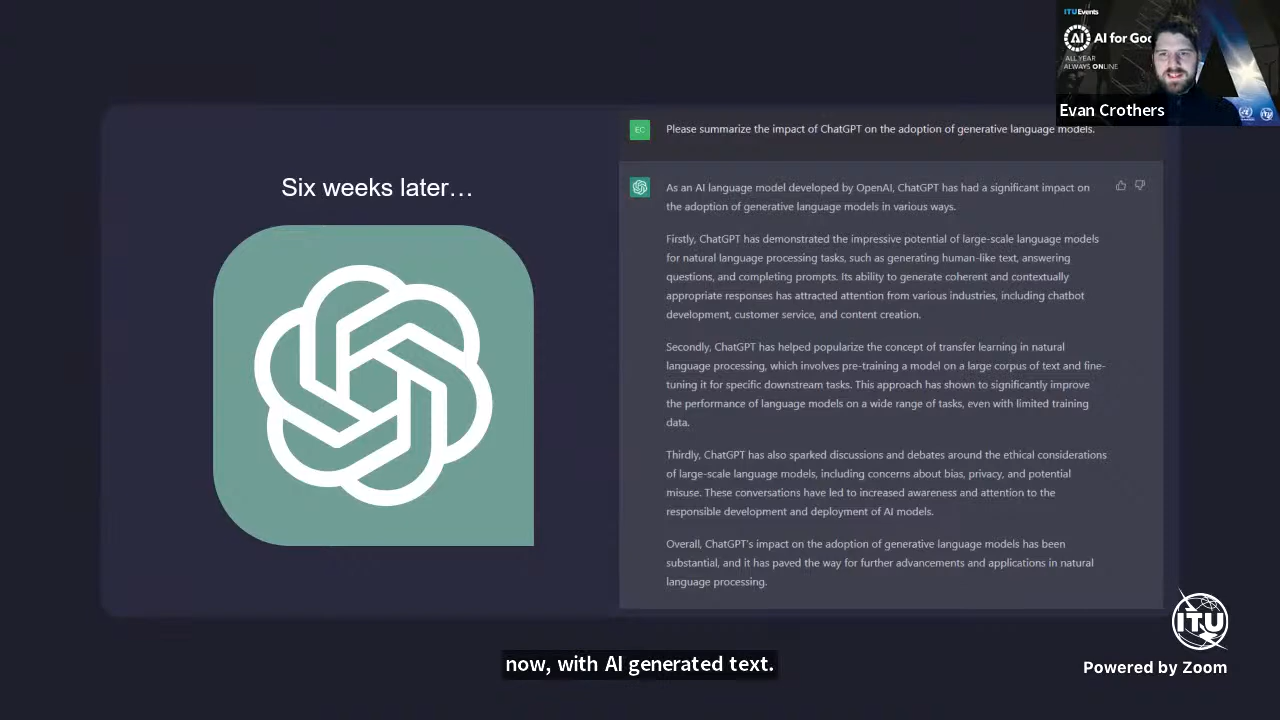 ITUEvents
AI
AI for Goo
ALL YEAR
ALWAYS ONLINE
Evan Crothers
Six weeks later…
EC
Please summarize the impact of ChatGPT on the adoption of generative language models.
As an AI language model developed by OpenAI, ChatGPT has had a significant impact on
the adoption of generative language models in various ways.
Firstly, ChatGPT has demonstrated the impressive potential of large-scale language models
for natural language processing tasks, such as generating human-like text, answering
questions, and completing prompts. Its ability to generate coherent and contextually
appropriate responses has attracted attention from various industries, including chatbot
development, customer service, and content creation.
Secondly, ChatGPT has helped popularize the concept of transfer learning in natural
language processing, which involves pre-training a model on a large corpus of text and fine-
tuning it for specific downstream tasks. This approach has shown to significantly improve
the performance of language models on a wide range of tasks, even with limited training
data.
Thirdly, ChatGPT has also sparked discussions and debates around the ethical considerations
of large-scale language models, including concerns about bias, privacy, and potential
misuse. These conversations have led to increased awareness and attention to the
responsible development and deployment of AI models.
Overall, ChatGPT's impact on the adoption of generative language models has been
substantial, and it has paved the way for further advancements and applications in natural
language processing.
ITU
now, with AI generated text.
Powered by Zoom